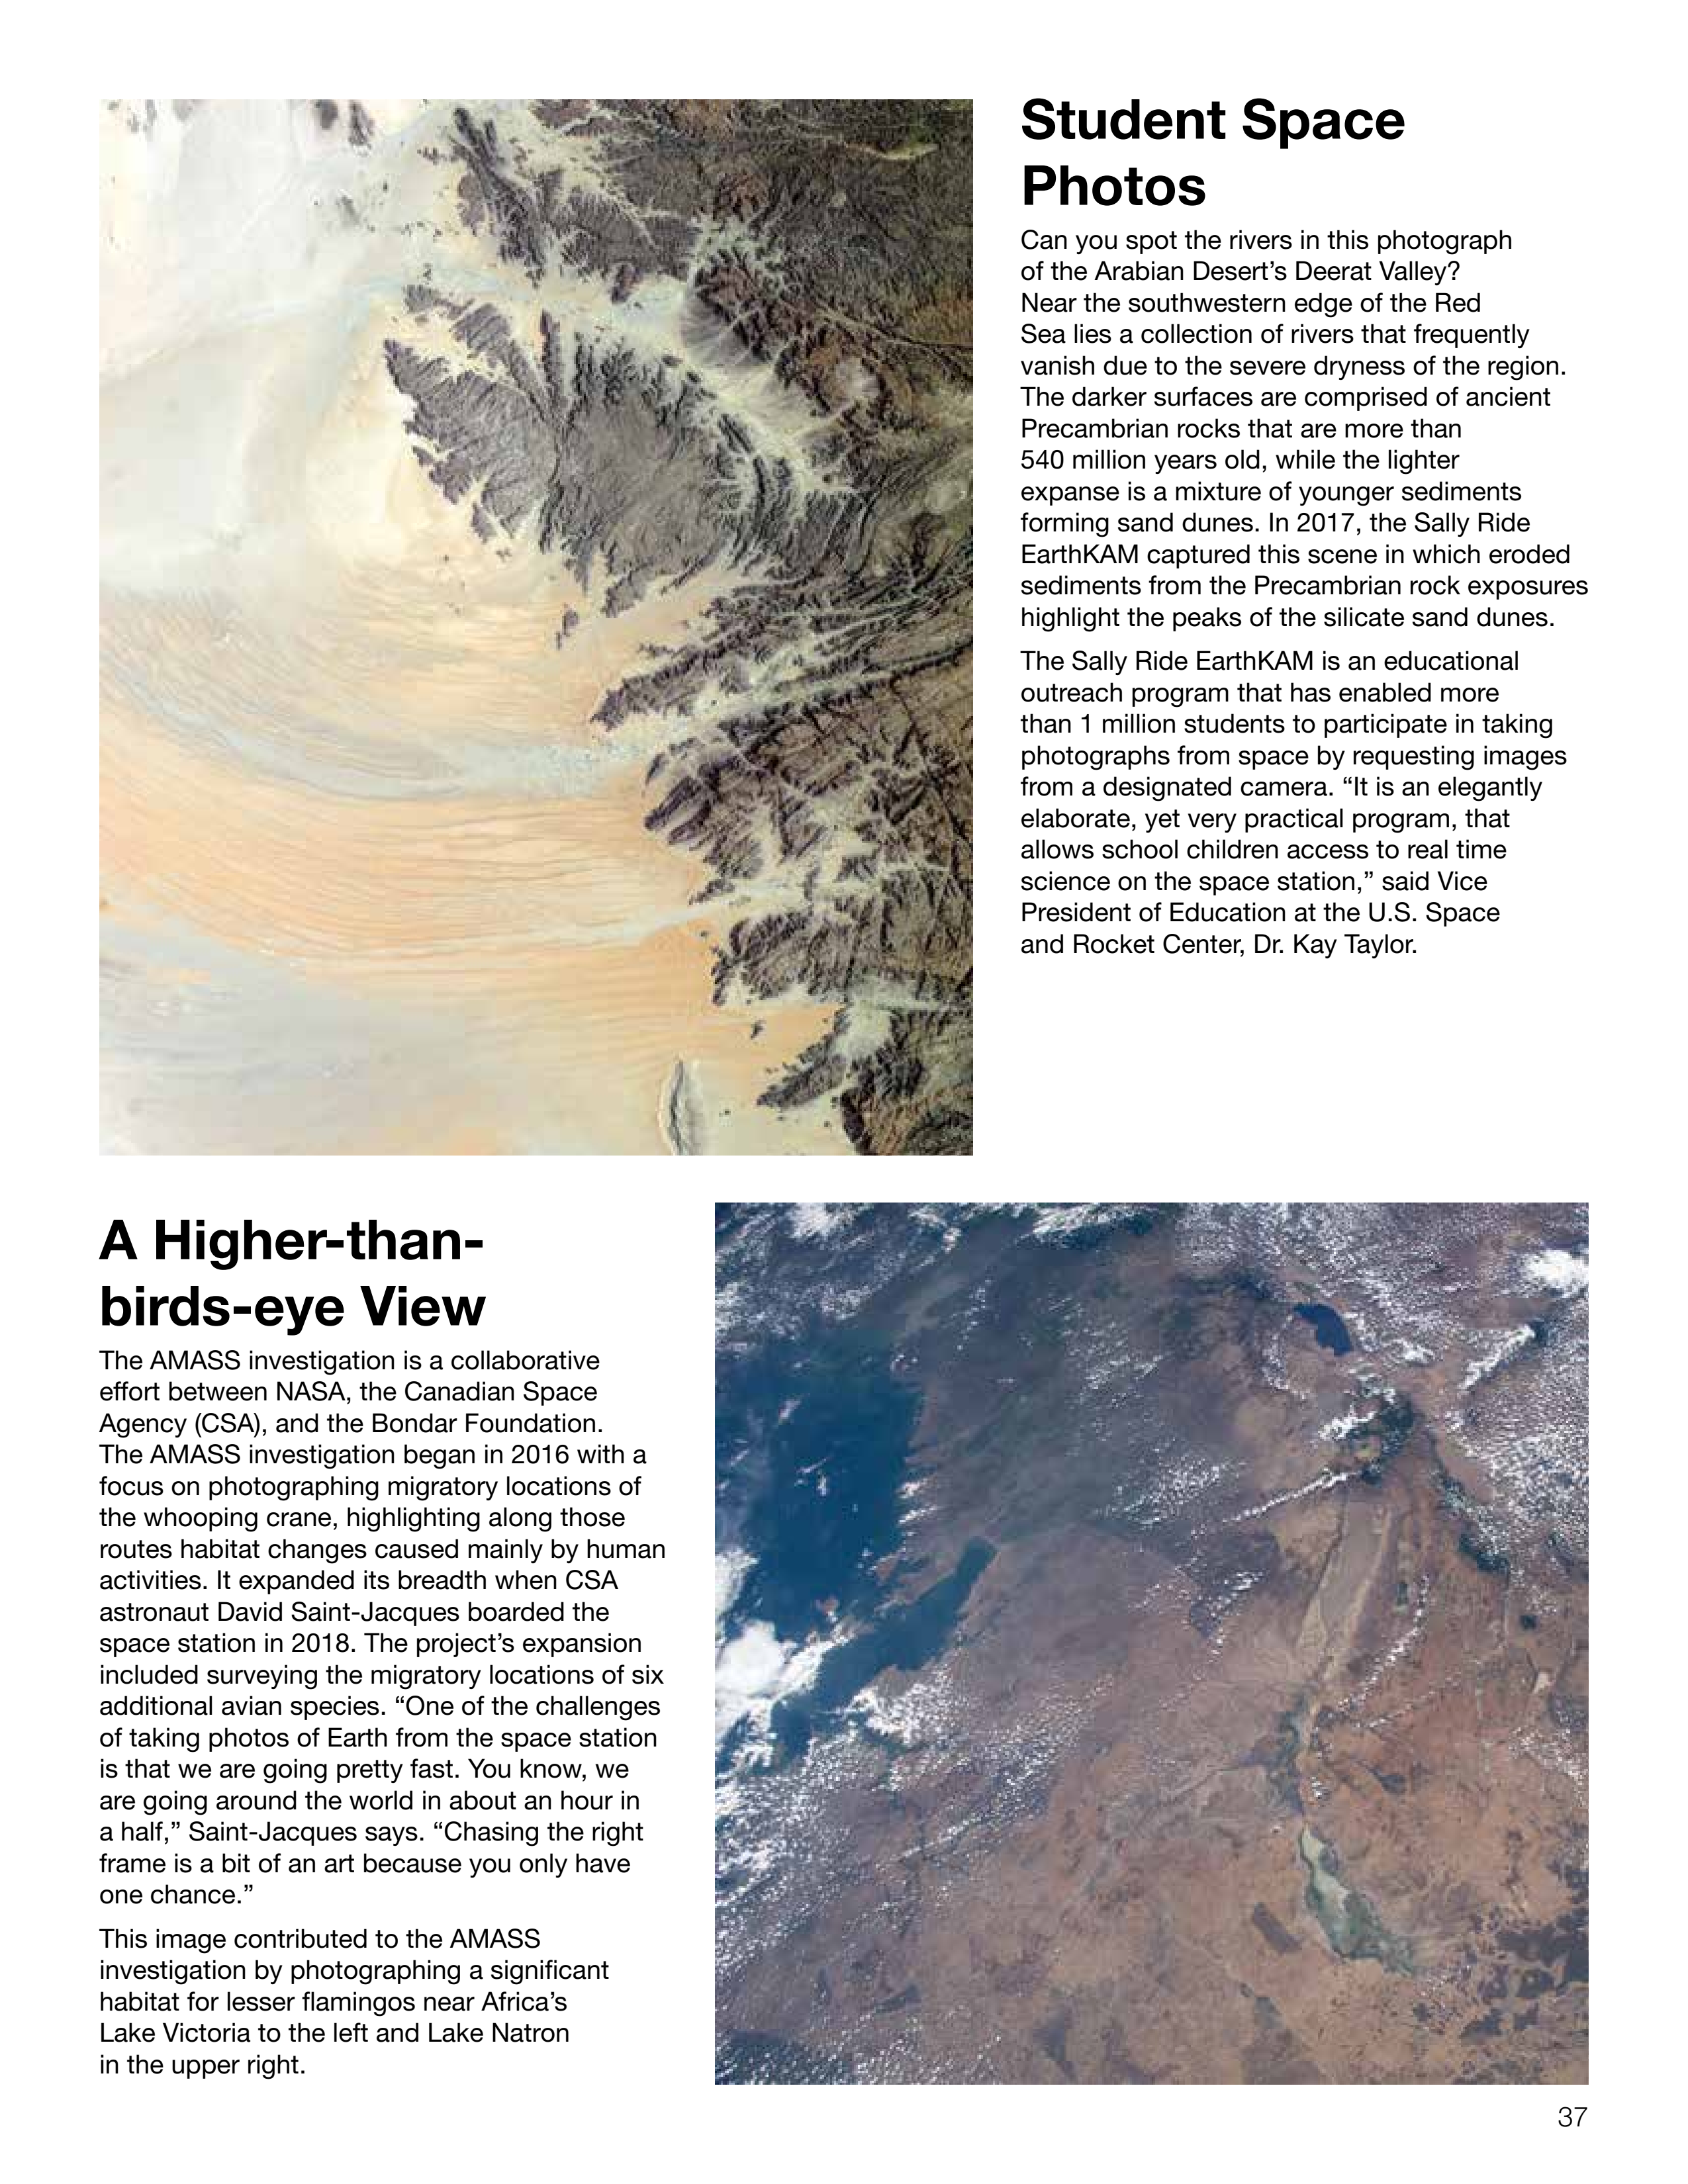 Student Space
Photos
Can you spot the rivers in this photograph
of the Arabian Desert’s Deerat Valley?
Near the southwestern edge of the Red
Sea lies a collection of rivers that frequently
vanish due to the severe dryness of the region.
The darker surfaces are comprised of ancient
Precambrian rocks that are more than
540 million years old, while the lighter
expanse is a mixture of younger sediments
forming sand dunes. In 2017, the Sally Ride
EarthKAM captured this scene in which eroded
sediments from the Precambrian rock exposures
highlight the peaks of the silicate sand dunes.
The Sally Ride EarthKAM is an educational
outreach program that has enabled more
than 1 million students to participate in taking
photographs from space by requesting images
from a designated camera. “It is an elegantly
elaborate, yet very practical program, that
allows school children access to real time
science on the space station,” said Vice
President of Education at the U.S. Space
and Rocket Center, Dr. Kay Taylor.
A Higher-than-
birds-eye View
The AMASS investigation is a collaborative
effort between NASA, the Canadian Space
Agency (CSA), and the Bondar Foundation.
The AMASS investigation began in 2016 with a
focus on photographing migratory locations of
the whooping crane, highlighting along those
routes habitat changes caused mainly by human
activities. It expanded its breadth when CSA
astronaut David Saint-Jacques boarded the
space station in 2018. The project’s expansion
included surveying the migratory locations of six
additional avian species. “One of the challenges
of taking photos of Earth from the space station
is that we are going pretty fast. You know, we
are going around the world in about an hour in
a half,” Saint-Jacques says. “Chasing the right
frame is a bit of an art because you only have
one chance.”
This image contributed to the AMASS
investigation by photographing a significant
habitat for lesser flamingos near Africa’s
Lake Victoria to the left and Lake Natron
in the upper right.
37